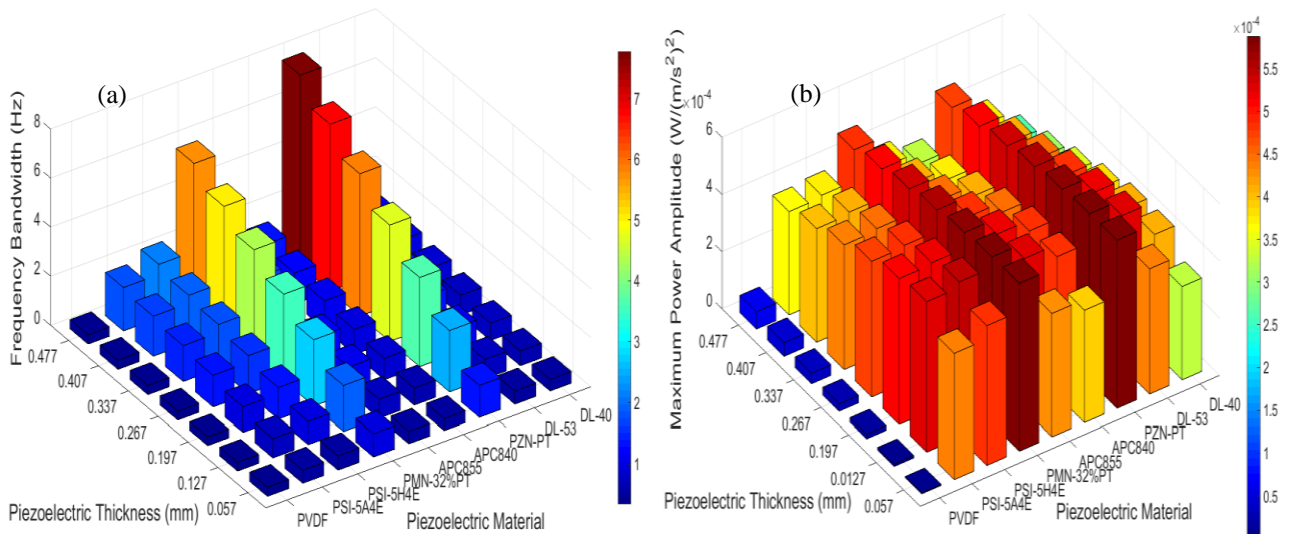 (a)
Frequency Bandwidth (Hz)
8
6
4
2
0
0.477
0.407
0.337
0.267
0.197
0.127
0.057
Piezoelectric Thickness (mm)
PVDF
PSI-5A4E
PSI-5H4E
PMN-32%PT
APC855
APC840
PZN-PT
DL-53
DL-40
Piezoelectric Material
7
6
5
4
3
2
1
(b)
Maximum Power Amplitude (W/(m/s²)²)
×10⁻⁴
6
4
2
0
0.477
0.407
0.337
0.267
0.197
0.0127
0.057
Piezoelectric Thickness (mm)
PVDF
PSI-5A4E
PSI-5H4E
PMN-32%PT
APC855
APC840
PZN-PT
DL-53
DL-40
Piezoelectric Material
×10⁻⁴
5.5
5
4.5
4
3.5
3
2.5
2
1.5
1
0.5